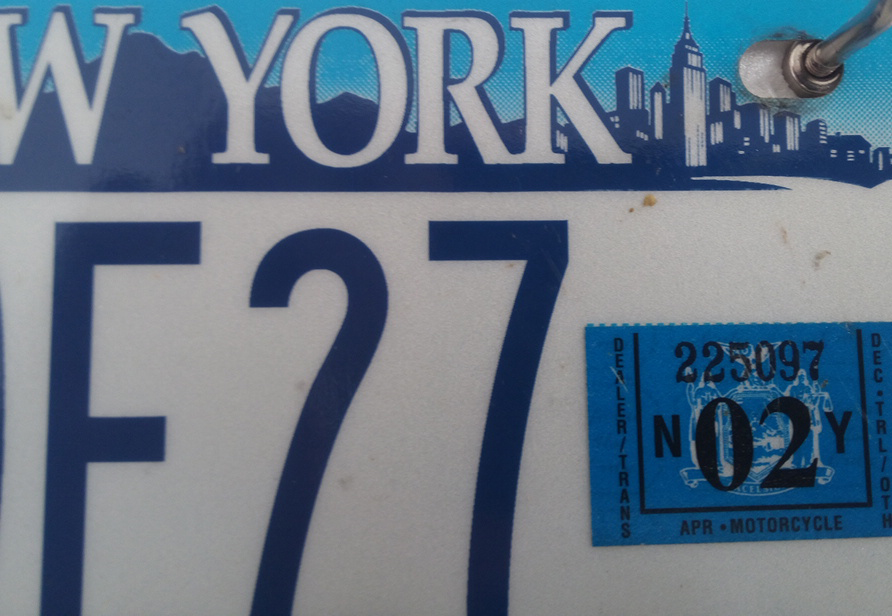 W YORK
F27
225097
N 02 Y
DEALER/TRANS
DEC • TRL/OTH
APR • MOTORCYCLE